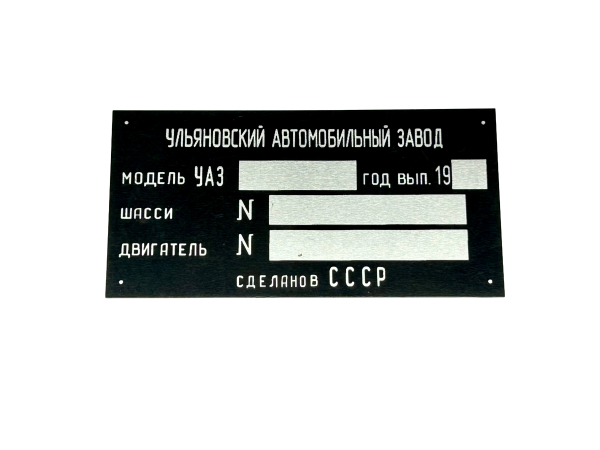 УЛЬЯНОВСКИЙ АВТОМОБИЛЬНЫЙ ЗАВОД
МОДЕЛЬ УАЗ ГОД ВЫП. 19
ШАССИ N
ДВИГАТЕЛЬ N
СДЕЛАНОВ СССР